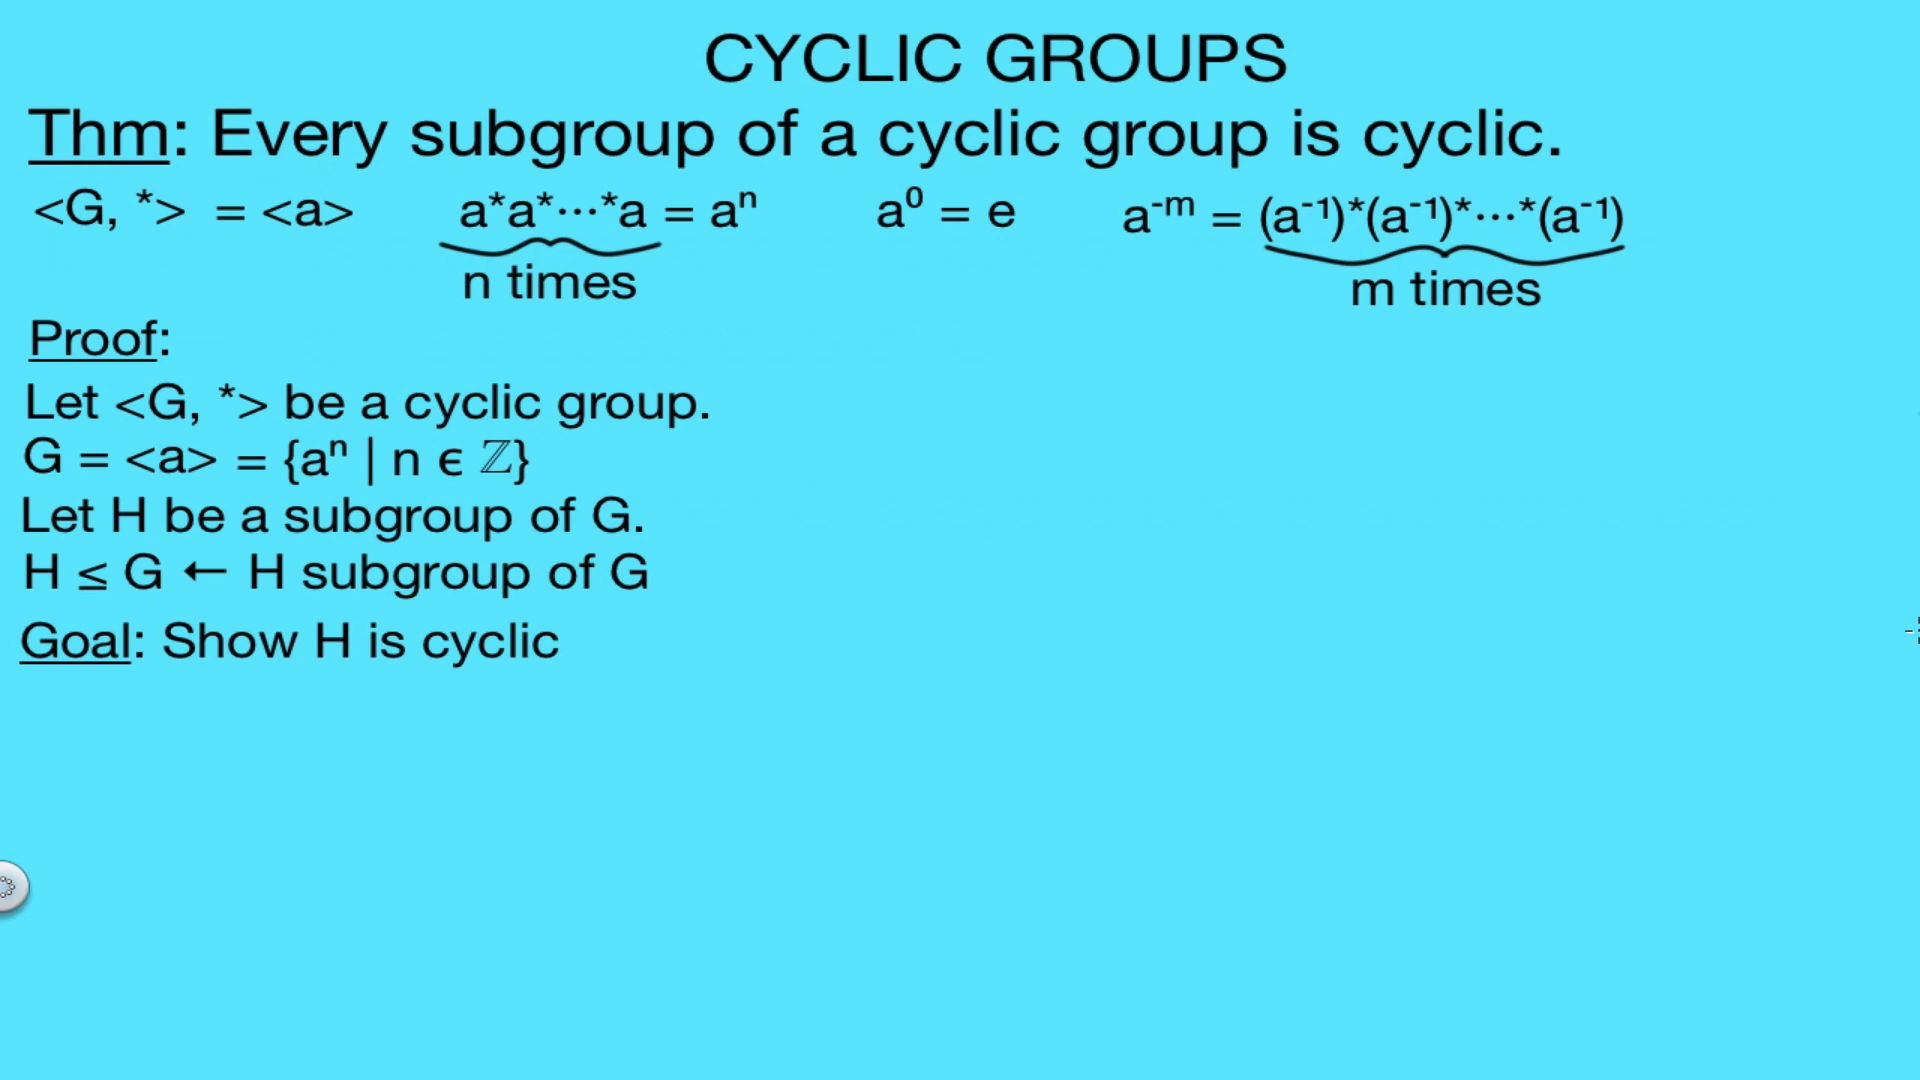 CYCLIC GROUPS
Thm: Every subgroup of a cyclic group is cyclic.
<G, *> = <a> a*a*···*a = aⁿ a⁰ = e a⁻ᵐ = (a⁻¹)*(a⁻¹)*···*(a⁻¹)
n times m times
Proof:
Let <G, *> be a cyclic group.
G = <a> = {aⁿ | n ϵ ℤ}
Let H be a subgroup of G.
H ≤ G ← H subgroup of G
Goal: Show H is cyclic